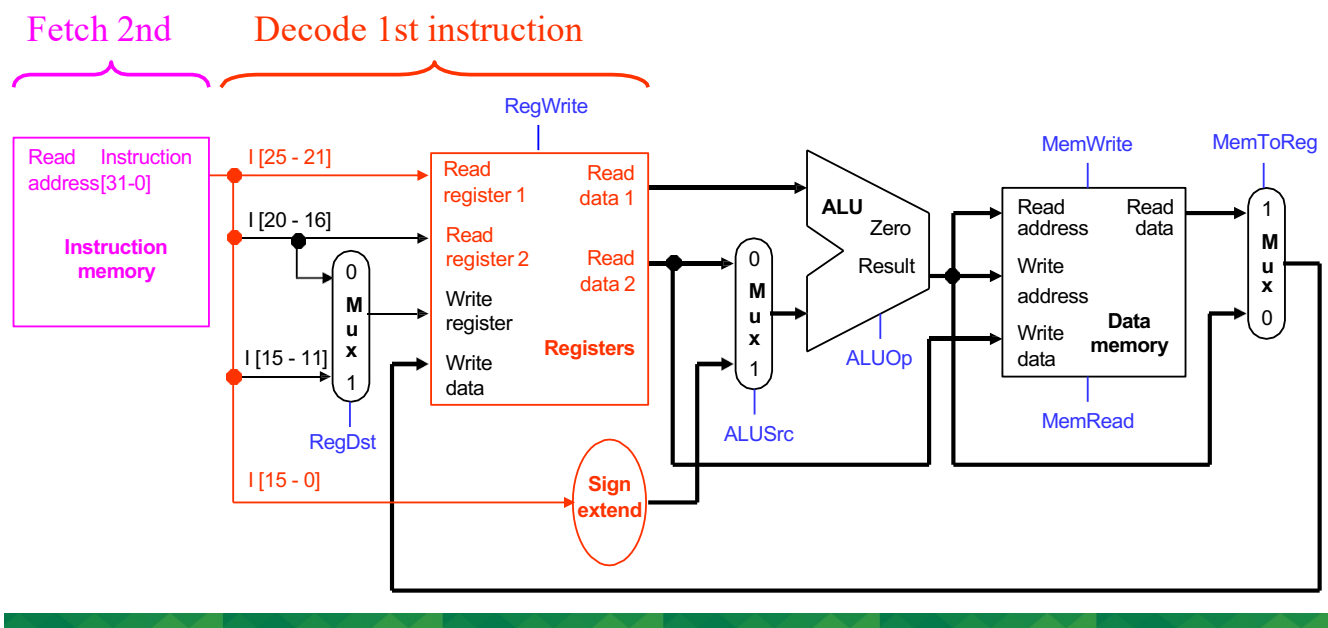 Fetch 2nd
Decode 1st instruction
RegWrite
MemWrite
MemToReg
Read Instruction
address[31-0]
Instruction
memory
I [25 - 21]
I [20 - 16]
I [15 - 11]
I [15 - 0]
0
M
u
x
1
RegDst
Read
register 1
Read
register 2
Write
register
Write
data
Read
data 1
Read
data 2
Registers
Sign
extend
0
M
u
x
1
ALUSrc
ALU
Zero
Result
ALUOp
Read
address
Write
address
Write
data
Read
data
Data
memory
MemRead
1
M
u
x
0